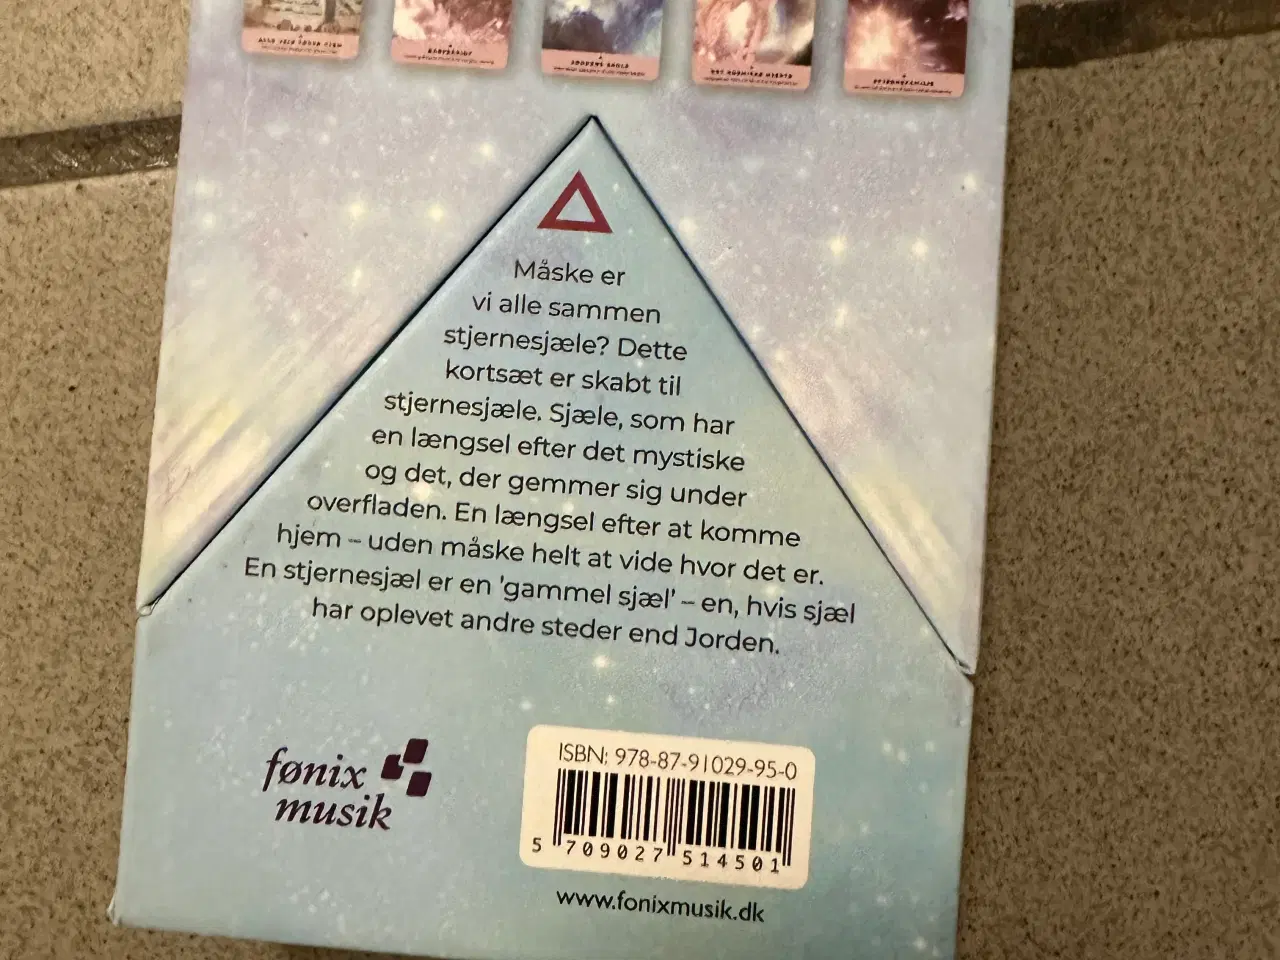 Måske er
vi alle sammen
stjernesjæle? Dette
kortsæt er skabt til
stjernesjæle. Sjæle, som har
en længsel efter det mystiske
og det, der gemmer sig under
overfladen. En længsel efter at komme
hjem – uden måske helt at vide hvor det er.
En stjernesjæl er en 'gammel sjæl' – en, hvis sjæl
har oplevet andre steder end Jorden.
fønix
musik
ISBN: 978-87-91029-95-0
5 709027 514501
www.fonixmusik.dk